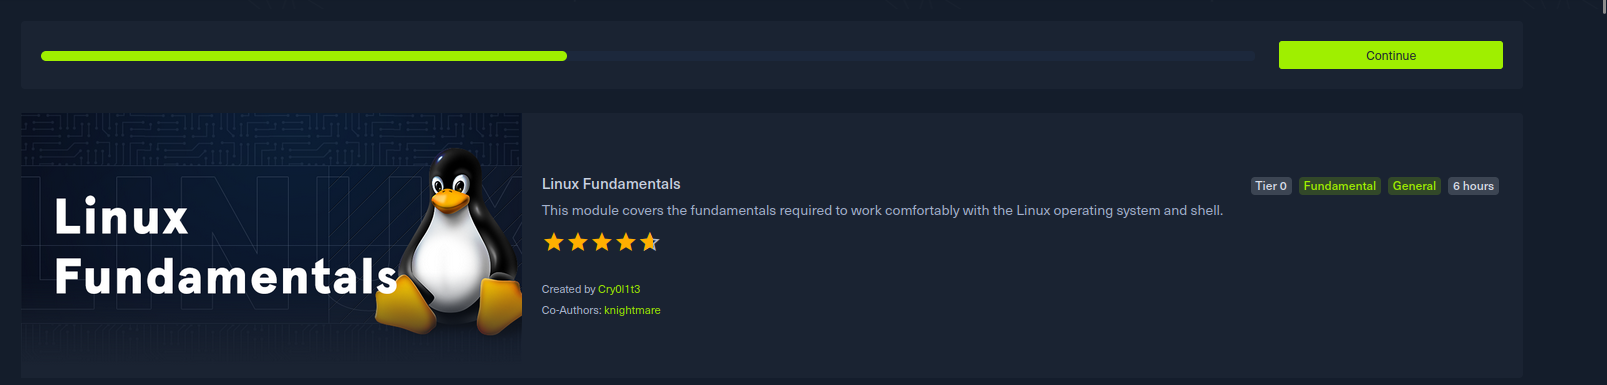 Continue
Linux
Fundamentals
Linux Fundamentals
Tier 0 Fundamental General 6 hours
This module covers the fundamentals required to work comfortably with the Linux operating system and shell.
Created by Cry0l1t3
Co-Authors: knightmare
LINUX